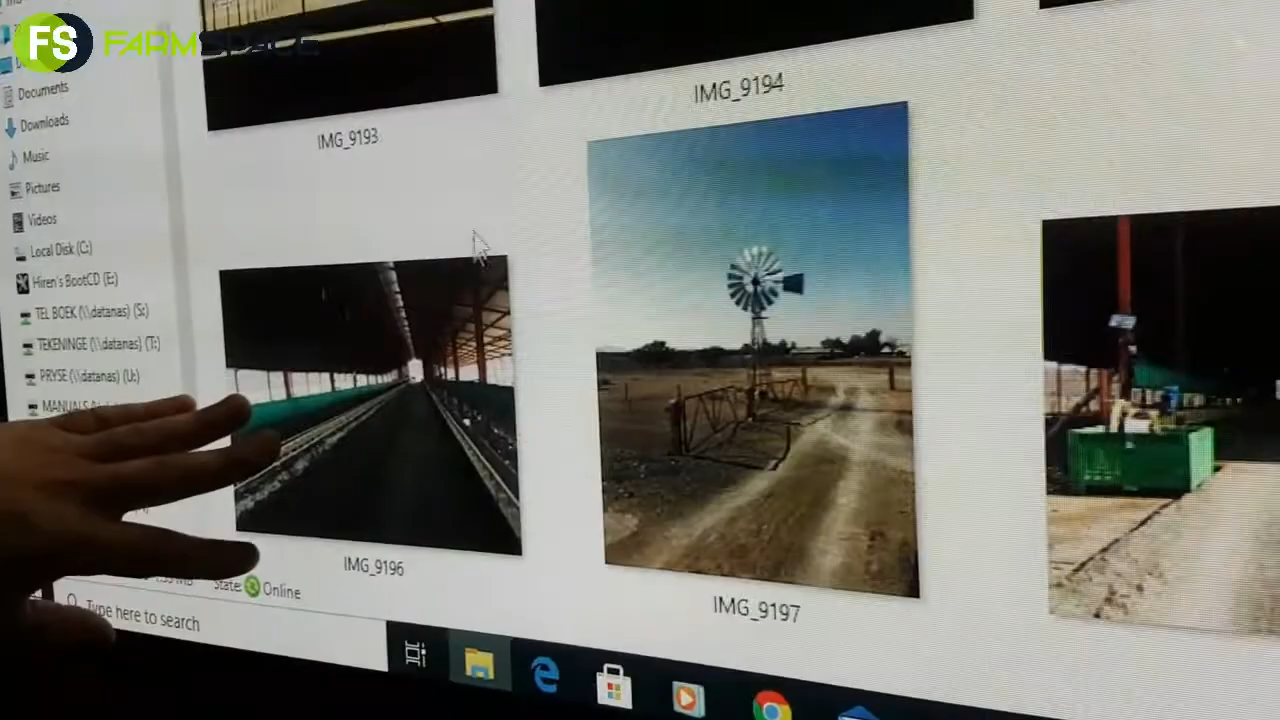 FS FARMSPACE
Documents
Downloads
Music
Pictures
Videos
Local Disk (C:)
Hiren's BootCD (E:)
TEL BOEK (\\datanas) (S:)
TEKENINGE (\\datanas) (T:)
PRYSE (\\datanas) (U:)
IMG_9193
IMG_9194
IMG_9196
IMG_9197
State: Online
Type here to search